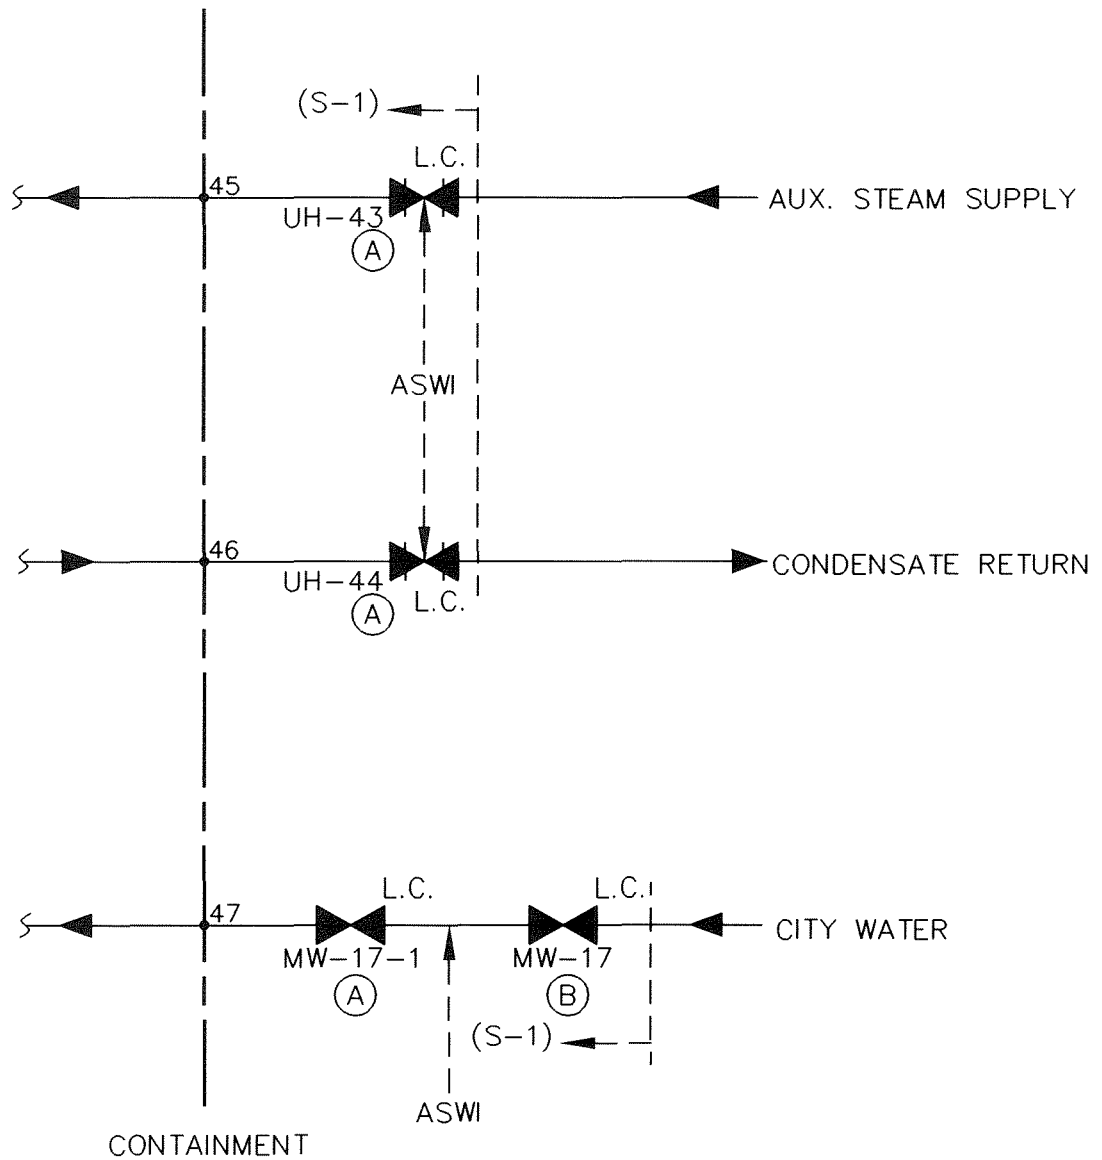 (S-1)
L.C.
45
AUX. STEAM SUPPLY
UH-43
A
ASWI
46
CONDENSATE RETURN
UH-44
L.C.
A
L.C.
L.C.
47
CITY WATER
MW-17-1
MW-17
A
B
(S-1)
ASWI
CONTAINMENT